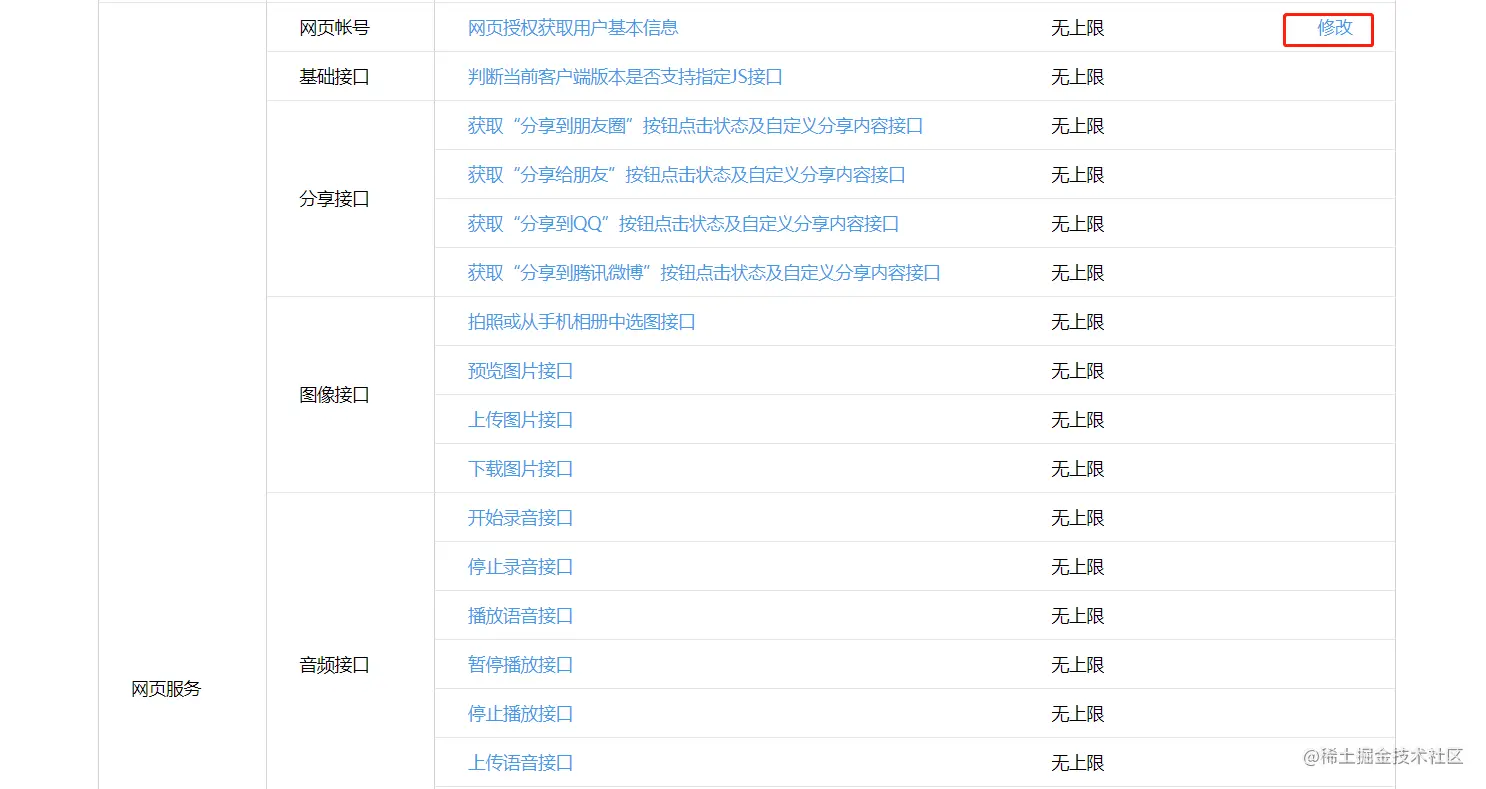 网页帐号 网页授权获取用户基本信息 无上限 修改
基础接口 判断当前客户端版本是否支持指定JS接口 无上限
获取“分享到朋友圈”按钮点击状态及自定义分享内容接口 无上限
获取“分享给朋友”按钮点击状态及自定义分享内容接口 无上限
分享接口
获取“分享到QQ”按钮点击状态及自定义分享内容接口 无上限
获取“分享到腾讯微博”按钮点击状态及自定义分享内容接口 无上限
拍照或从手机相册中选图接口 无上限
预览图片接口 无上限
图像接口
上传图片接口 无上限
下载图片接口 无上限
开始录音接口 无上限
停止录音接口 无上限
播放语音接口 无上限
音频接口 暂停播放接口 无上限
网页服务
停止播放接口 无上限
上传语音接口 无上限
@稀土掘金技术社区